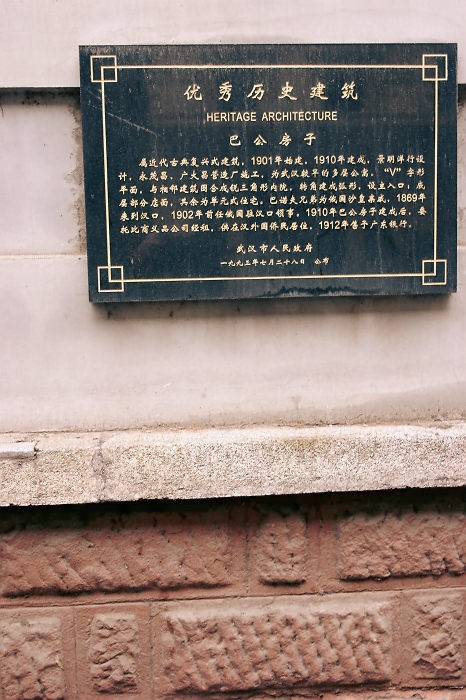 优秀历史建筑
HERITAGE ARCHITECTURE
巴公房子
属近代古典复兴式建筑，1901年始建，1910年建成，景明洋行设
计，永茂昌，广大昌营造厂施工，为武汉较早的多层公寓。“V”字形
平面，与相邻建筑围合成锐三角形内院，转角建成弧形，设主入口；底
层部分店面，其余为单元式住宅。巴诺夫兄弟为俄国沙皇亲戚，1869年
来到汉口，1902年前任俄国驻汉口领事，1910年巴公房子建成后，委
托比商义品公司经租，供在汉外国侨民居住，1912年售予广东银行。
武汉市人民政府
一九九三年七月二十八日 公布